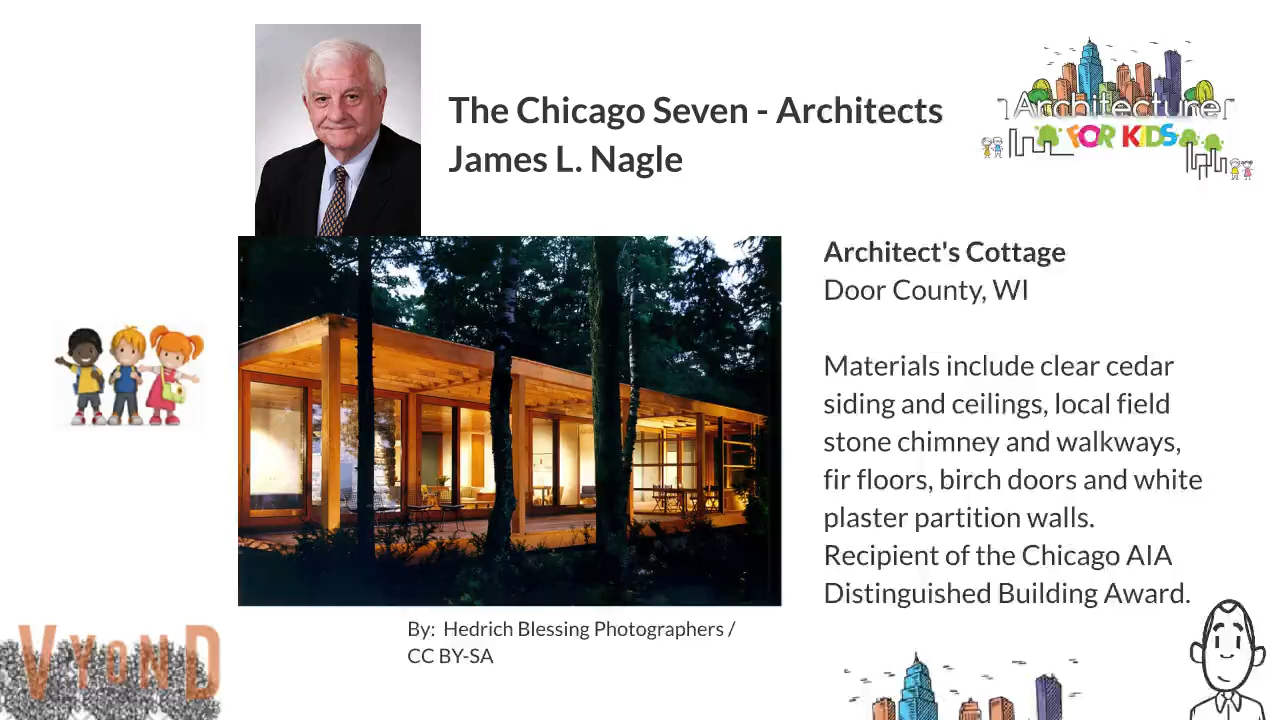 The Chicago Seven - Architects
James L. Nagle
Architecture
FOR KIDS
Architect's Cottage
Door County, WI
Materials include clear cedar
siding and ceilings, local field
stone chimney and walkways,
fir floors, birch doors and white
plaster partition walls.
Recipient of the Chicago AIA
Distinguished Building Award.
By: Hedrich Blessing Photographers /
CC BY-SA
VYOND